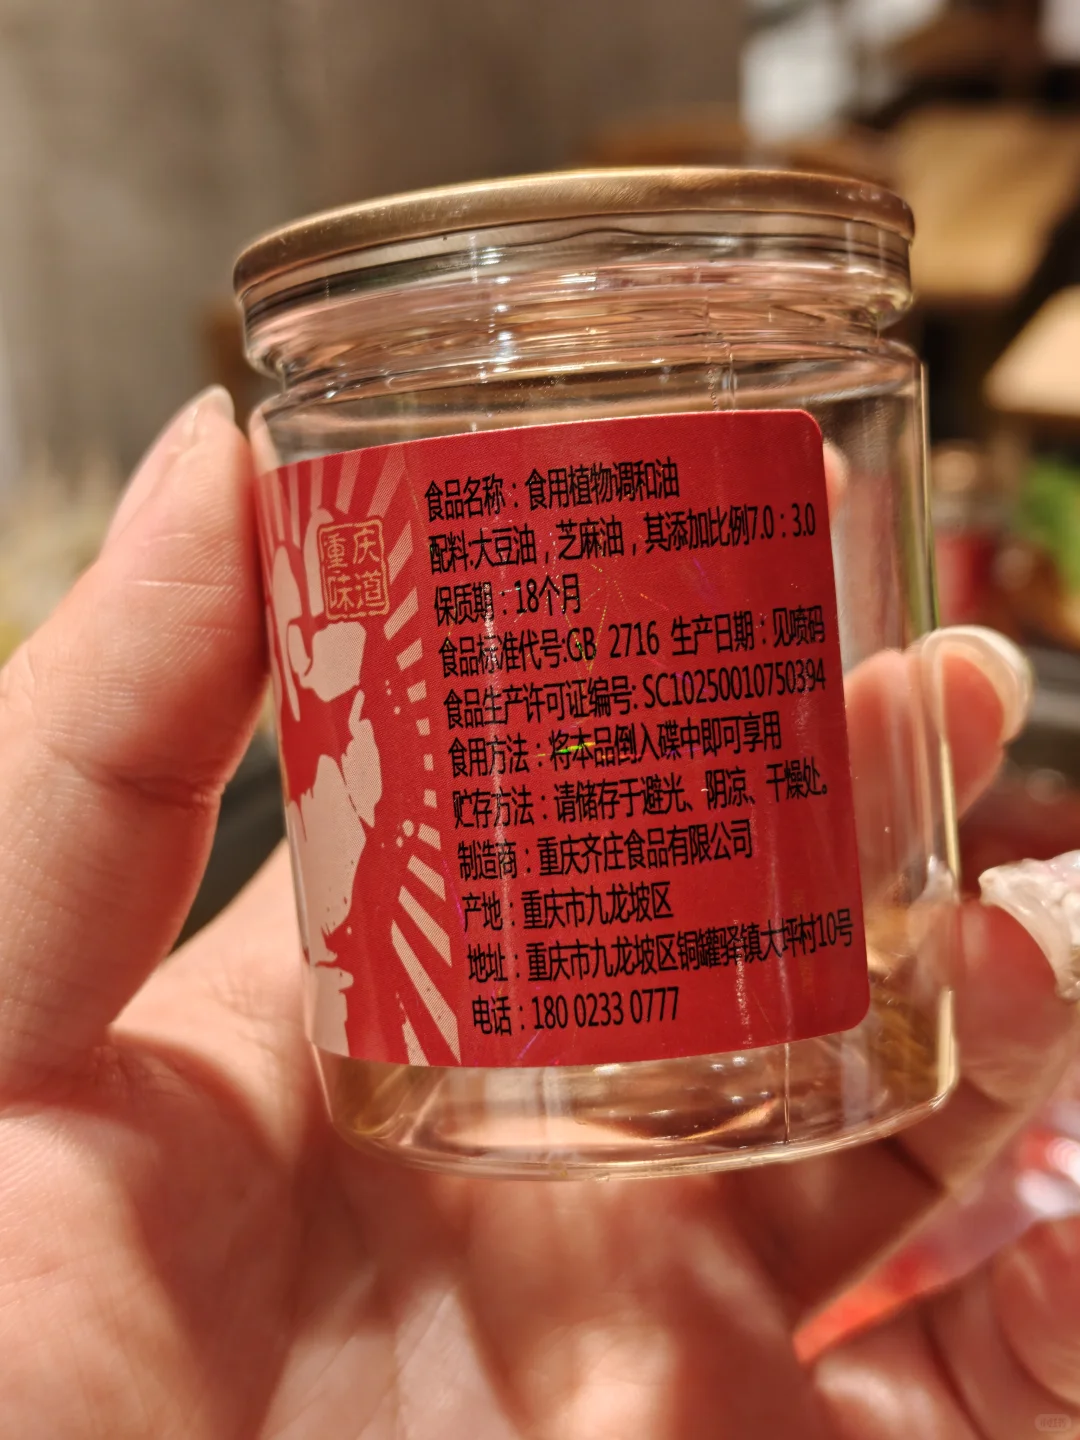 重庆
味道
食品名称：食用植物调和油
配料:大豆油，芝麻油，其添加比例7.0：3.0
保质期：18个月
食品标准代号:GB 2716 生产日期：见喷码
食品生产许可证编号: SC10250010750394
食用方法：将本品倒入碟中即可享用
贮存方法：请储存于避光、阴凉、干燥处。
制造商：重庆齐庄食品有限公司
产地：重庆市九龙坡区
地址：重庆市九龙坡区铜罐驿镇大坪村10号
电话：180 0233 0777